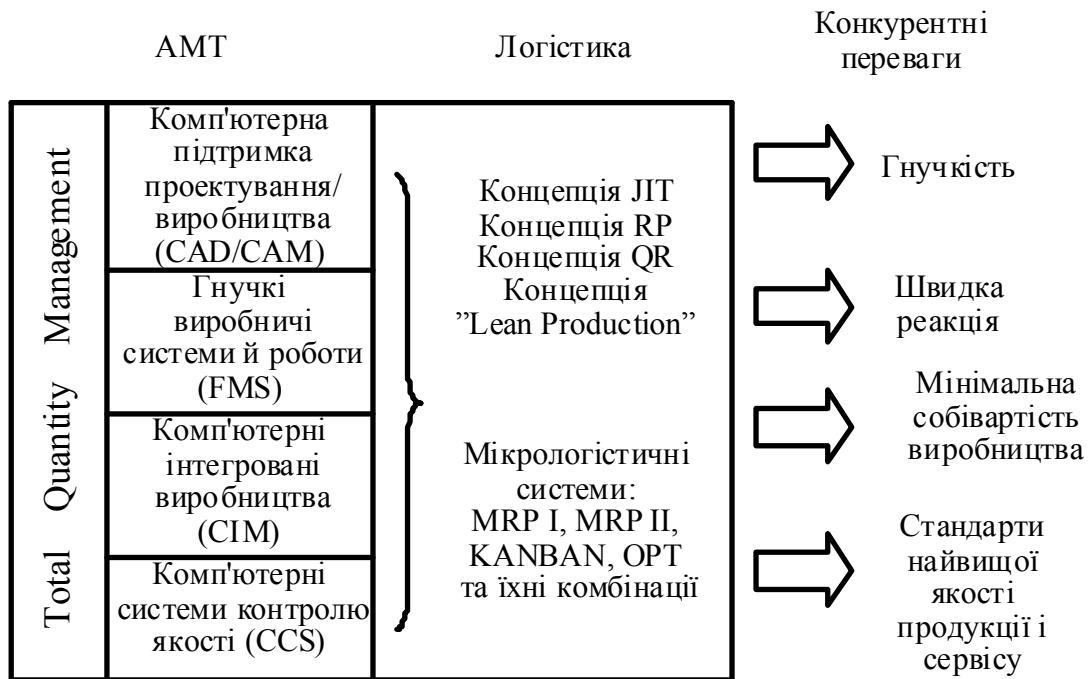 АМТ
Логістика
Конкурентні
переваги
Total Quantity Management
Комп'ютерна
підтримка
проектування/
виробництва
(CAD/CAM)
Гнучкі
виробничі
системи й роботи
(FMS)
Комп'ютерні
інтегровані
виробництва
(CIM)
Комп'ютерні
системи контролю
якості (CCS)
Концепція JIT
Концепція RP
Концепція QR
Концепція
”Lean Production”
Мікрологістичні
системи:
MRP I, MRP II,
KANBAN, OPT
та їхні комбінації
Гнучкість
Швидка
реакція
Мінімальна
собівартість
виробництва
Стандарти
найвищої
якості
продукції і
сервісу